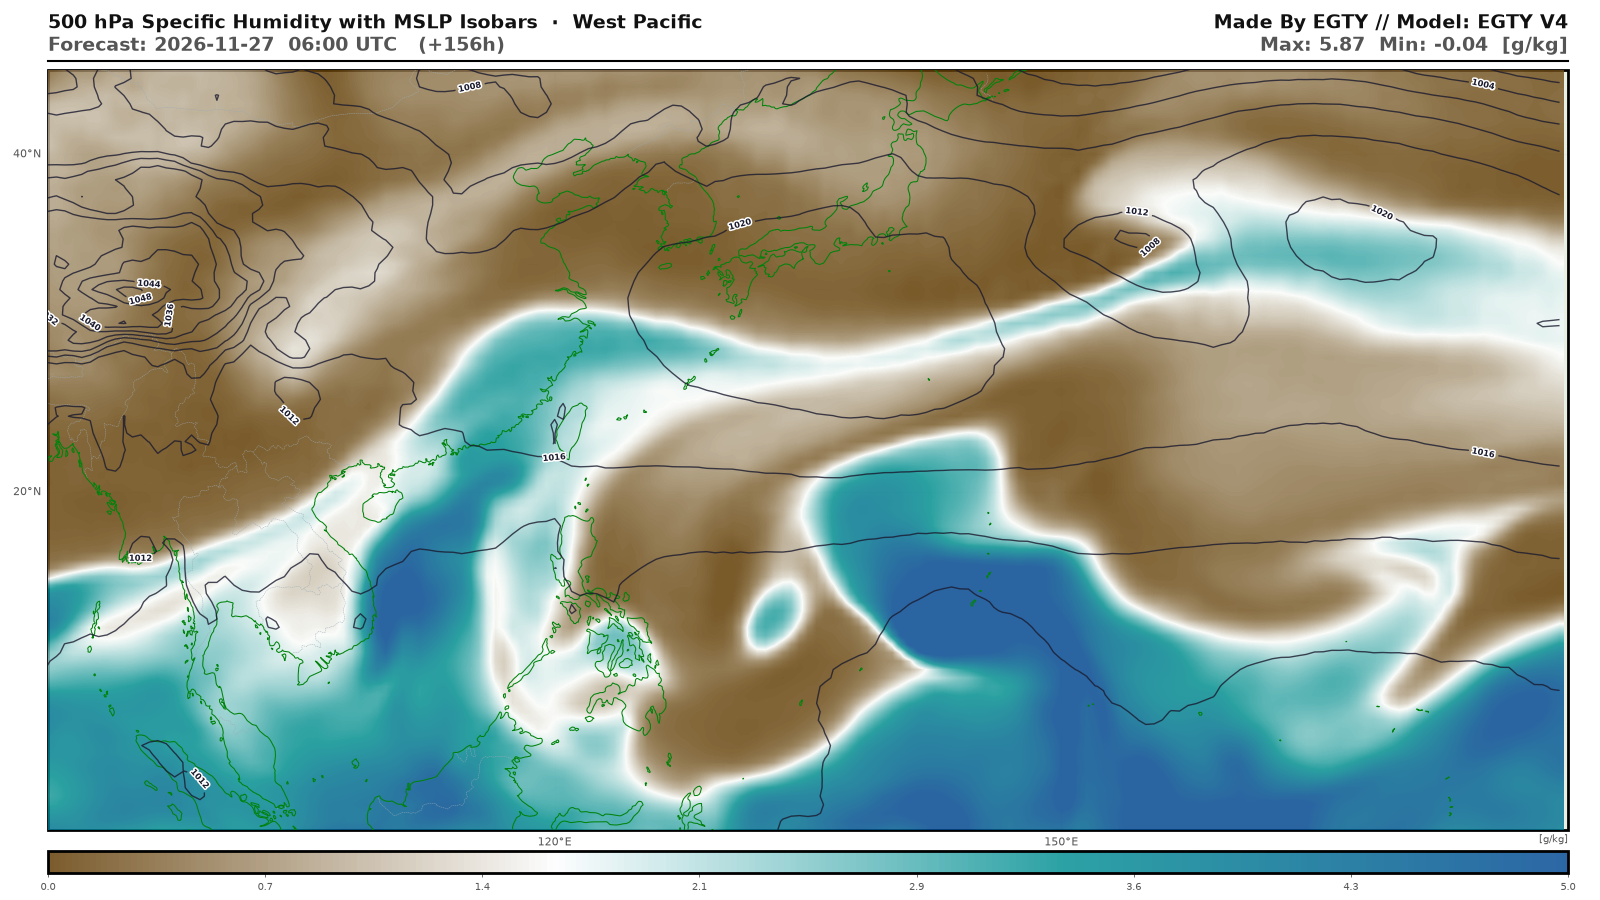 500 hPa Specific Humidity with MSLP Isobars · West Pacific
Made By EGTY // Model: EGTY V4
Forecast: 2026-11-27 06:00 UTC (+156h)
Max: 5.87 Min: -0.04 [g/kg]
1008
1004
40°N
1012
1020
1020
1008
1044
1048
1036
1040
32
1012
1016
1016
20°N
1012
1012
120°E
150°E
[g/kg]
0.0
0.7
1.4
2.1
2.9
3.6
4.3
5.0